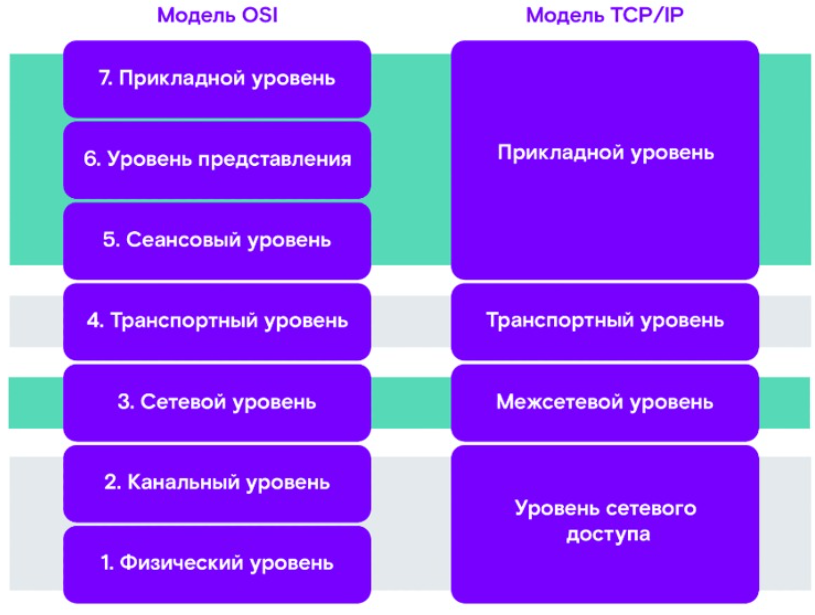 Модель OSI
Модель TCP/IP
7. Прикладной уровень
6. Уровень представления
5. Сеансовый уровень
4. Транспортный уровень
3. Сетевой уровень
2. Канальный уровень
1. Физический уровень
Прикладной уровень
Транспортный уровень
Межсетевой уровень
Уровень сетевого
доступа